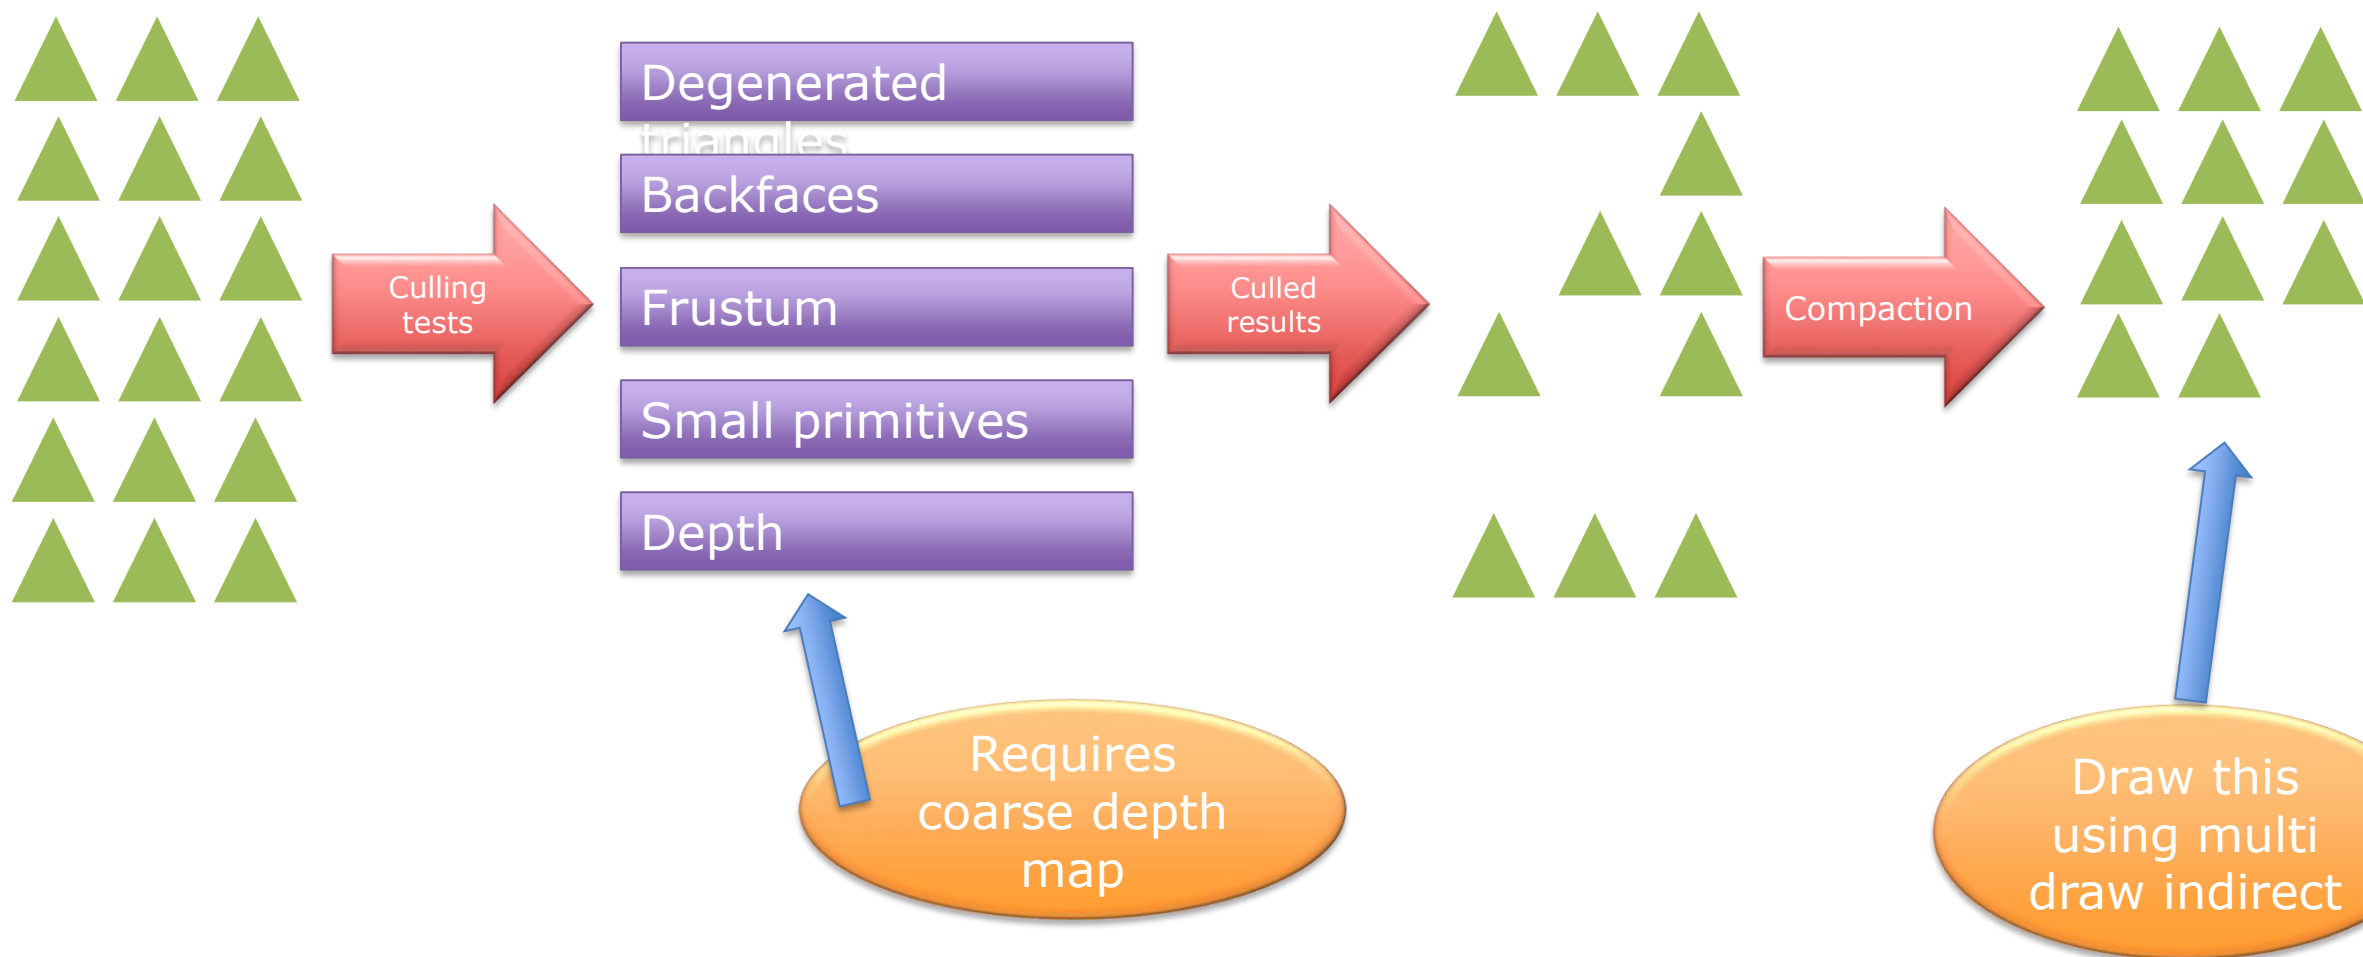 Degenerated
triangles
Backfaces
Frustum
Small primitives
Depth
Culling
tests
Culled
results
Compaction
Requires
coarse depth
map
Draw this
using multi
draw indirect